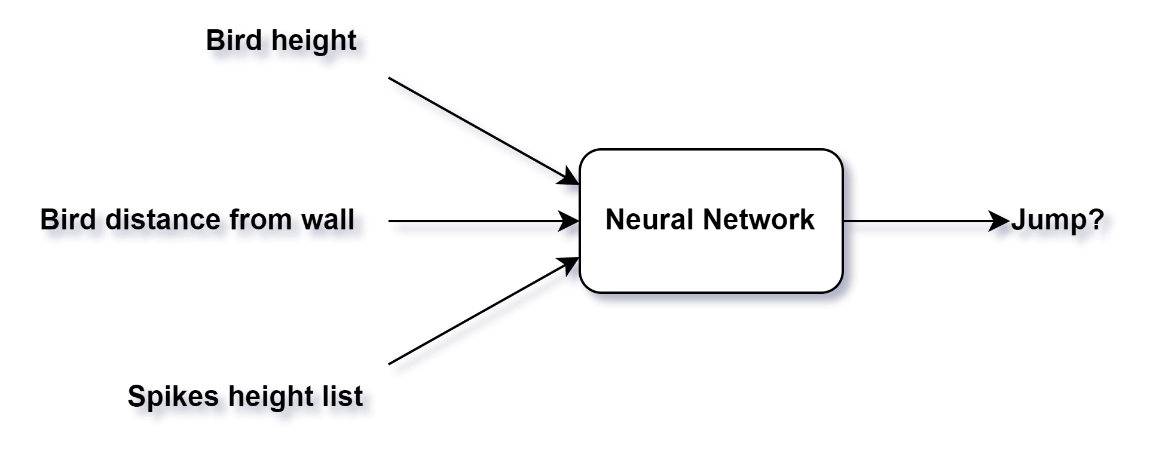 Bird height
Bird distance from wall
Neural Network
Jump?
Spikes height list